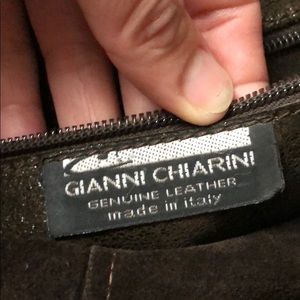 GIANNI CHIARINI
GENUINE LEATHER
made in italy